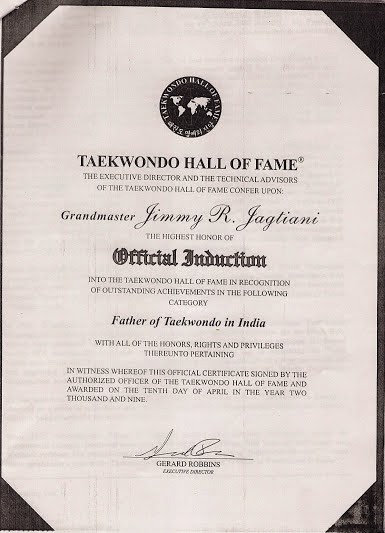 TAEKWONDO HALL OF FAME
TAEKWONDO HALL OF FAME®
THE EXECUTIVE DIRECTOR AND THE TECHNICAL ADVISORS
OF THE TAEKWONDO HALL OF FAME CONFER UPON:
Grandmaster Jimmy R. Jagtiani
THE HIGHEST HONOR OF
Official Induction
INTO THE TAEKWONDO HALL OF FAME IN RECOGNITION
OF OUTSTANDING ACHIEVEMENTS IN THE FOLLOWING
CATEGORY
Father of Taekwondo in India
WITH ALL OF THE HONORS, RIGHTS AND PRIVILEGES
THEREUNTO PERTAINING
IN WITNESS WHEREOF THIS OFFICIAL CERTIFICATE SIGNED BY THE
AUTHORIZED OFFICER OF THE TAEKWONDO HALL OF FAME AND
AWARDED ON THE TENTH DAY OF APRIL IN THE YEAR TWO
THOUSAND AND NINE.
GERARD ROBBINS
EXECUTIVE DIRECTOR